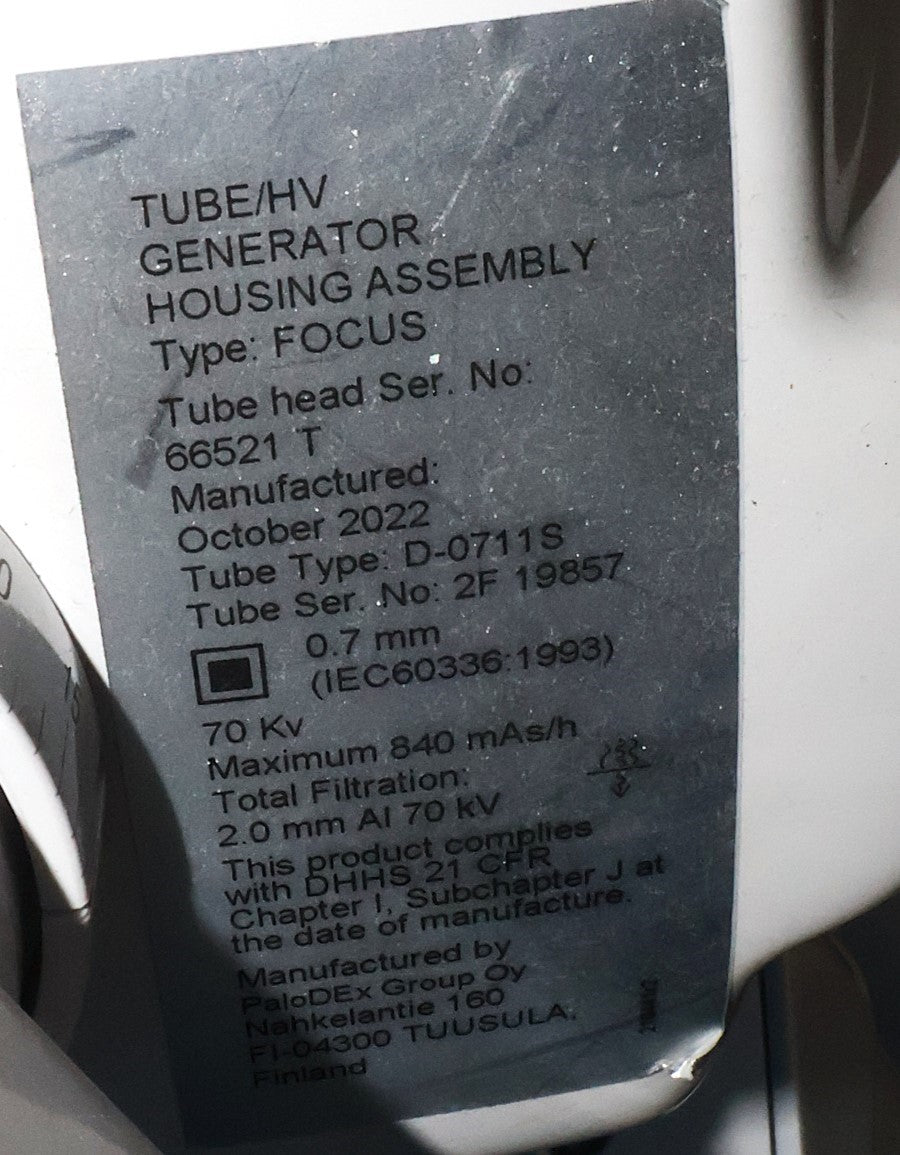 TUBE/HV
GENERATOR
HOUSING ASSEMBLY
Type: FOCUS
Tube head Ser. No:
66521 T
Manufactured:
October 2022
Tube Type: D-0711S
Tube Ser. No: 2F 19857
0.7 mm
(IEC60336:1993)
70 Kv
Maximum 840 mAs/h
Total Filtration:
2.0 mm Al 70 kV
This product complies
with DHHS 21 CFR
Chapter I, Subchapter J at
the date of manufacture.
Manufactured by
PaloDEx Group Oy
Nahkelantie 160
FI-04300 TUUSULA,
Finland